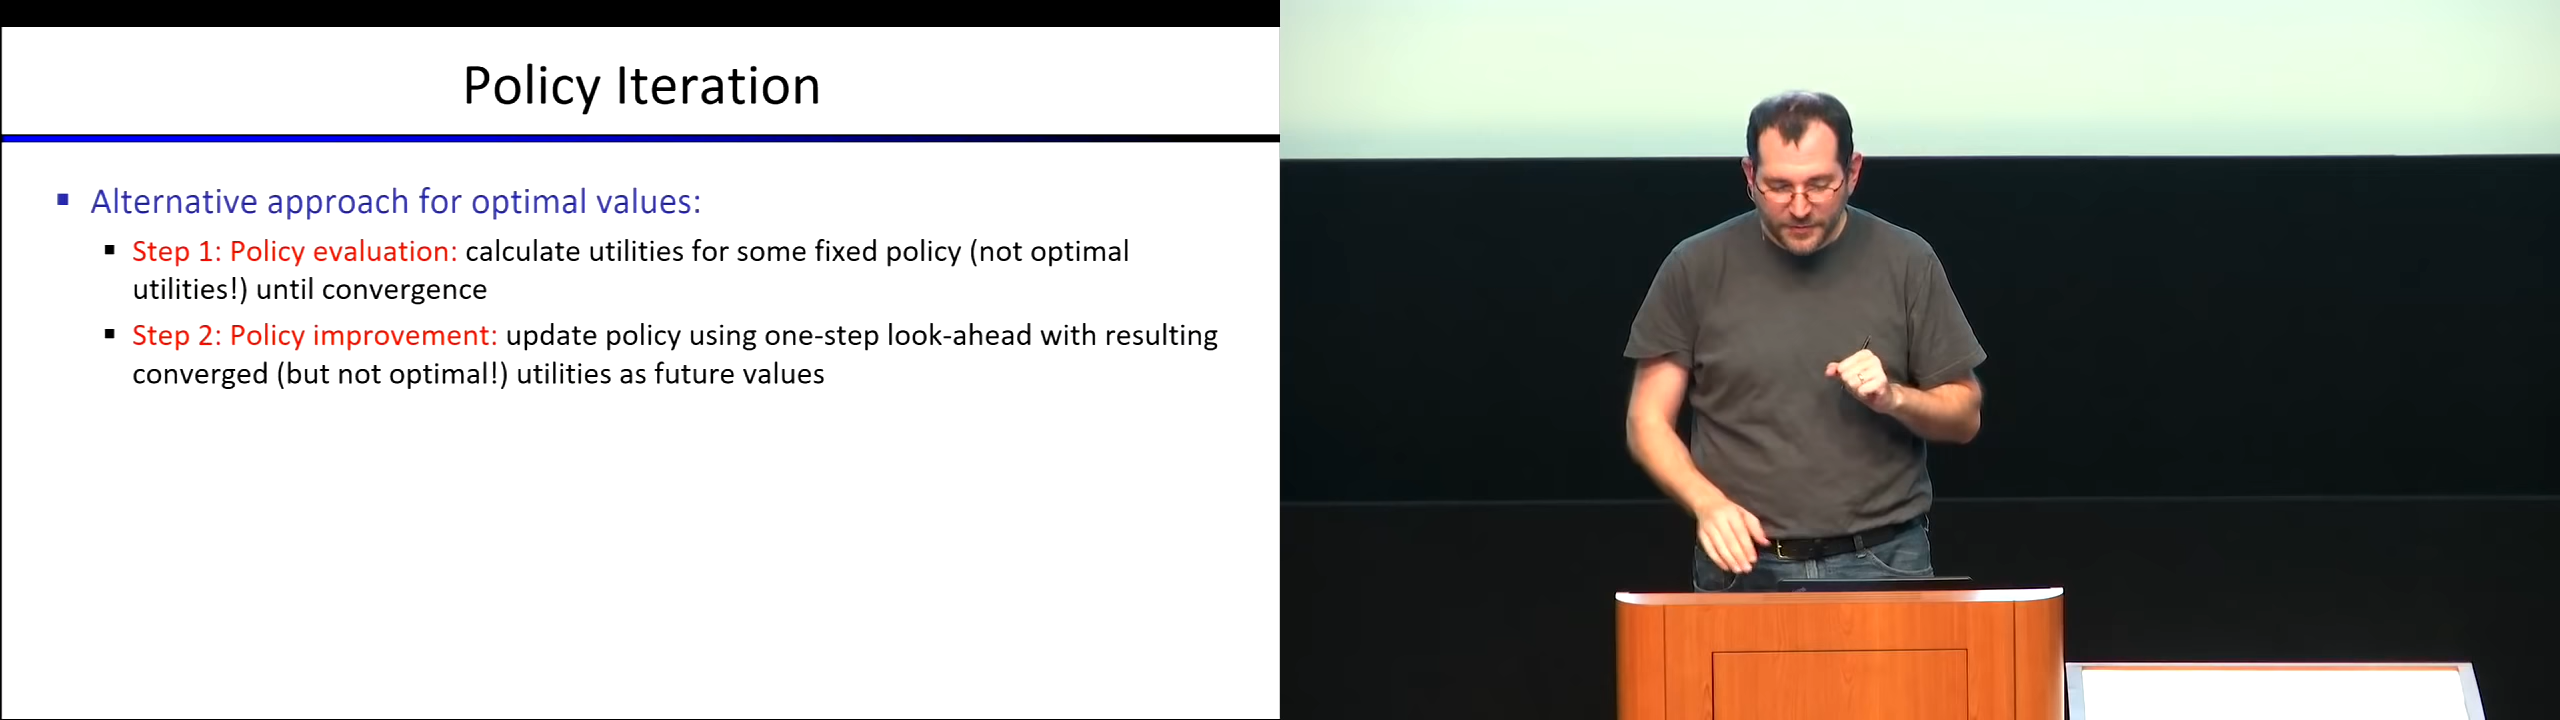 Policy Iteration
▪ Alternative approach for optimal values:
▪ Step 1: Policy evaluation: calculate utilities for some fixed policy (not optimal
utilities!) until convergence
▪ Step 2: Policy improvement: update policy using one-step look-ahead with resulting
converged (but not optimal!) utilities as future values